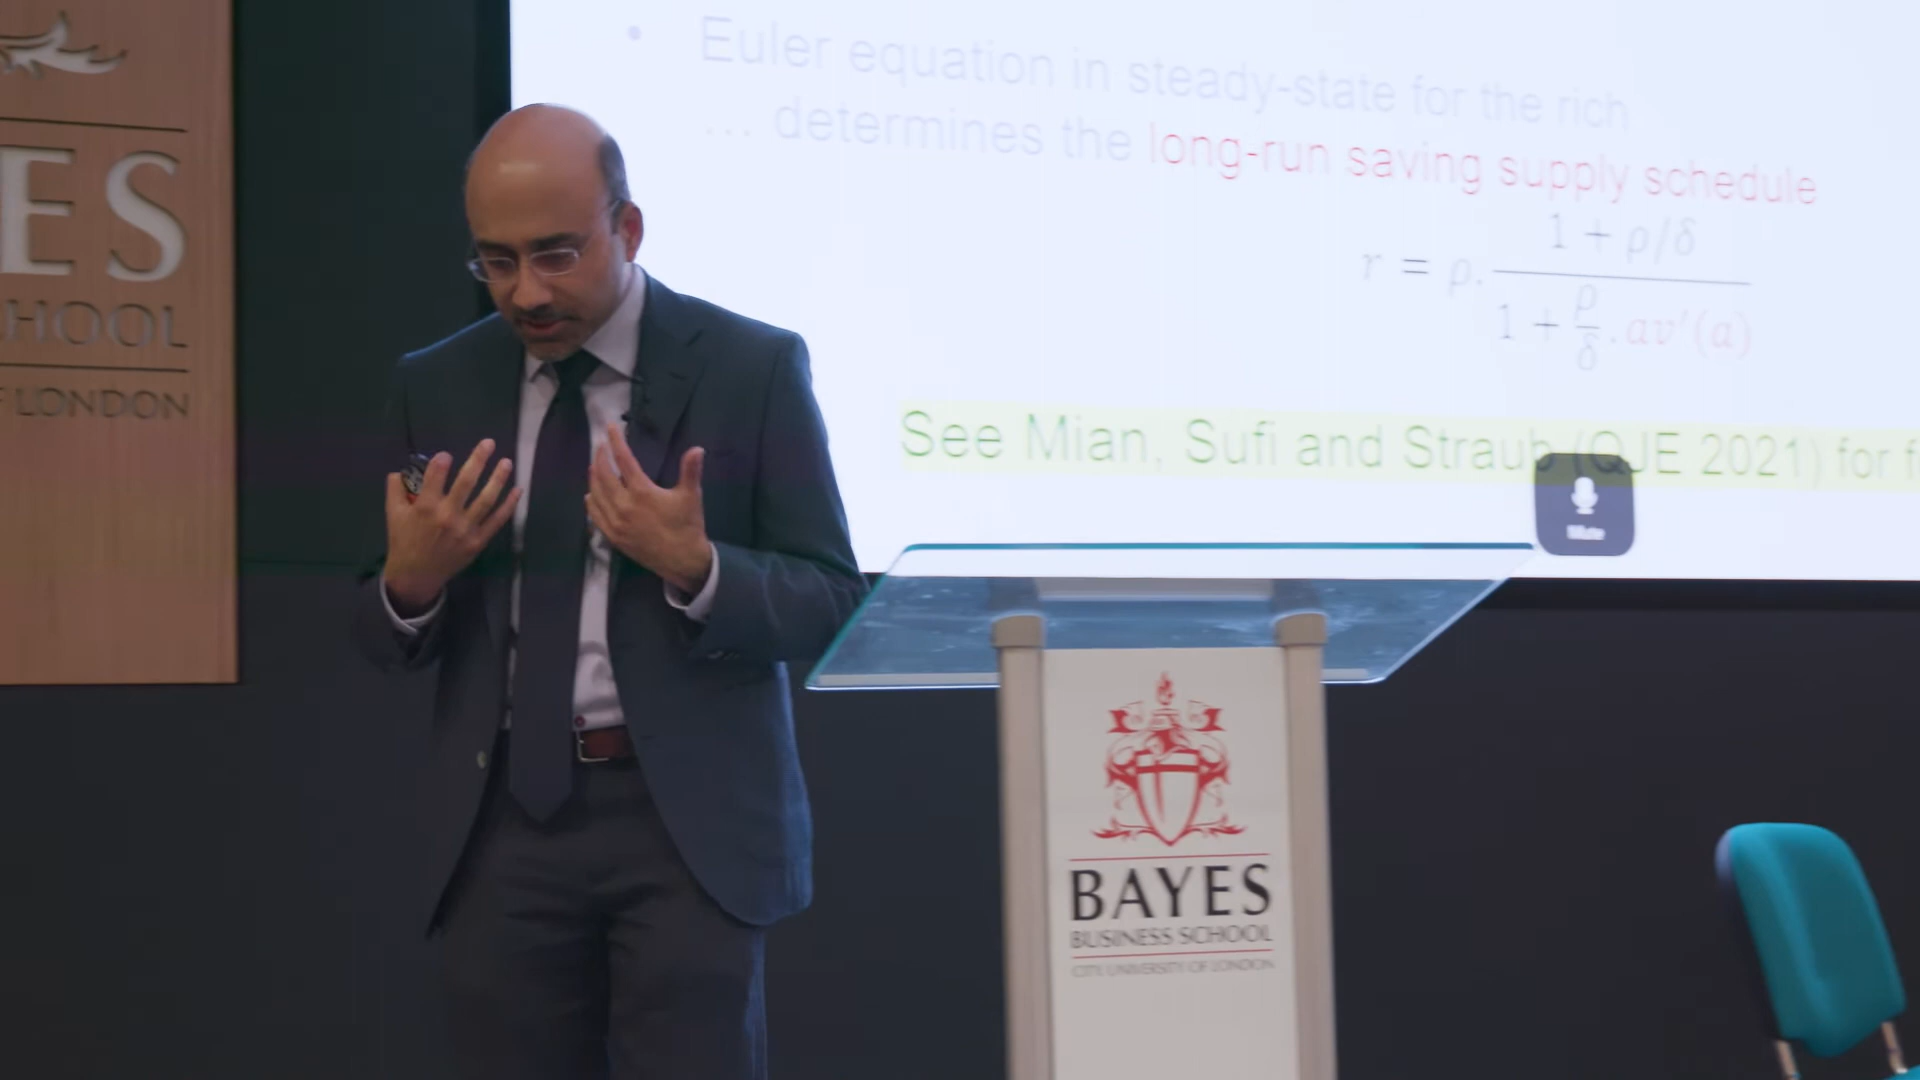 ES
HOOL
F LONDON
• Euler equation in steady-state for the rich
... determines the long-run saving supply schedule
r = ρ. (1 + ρ/δ) / (1 + ρ/δ . av'(a))
See Mian, Sufi and Straub (QJE 2021) for f
Mute
BAYES
BUSINESS SCHOOL
CITY, UNIVERSITY OF LONDON